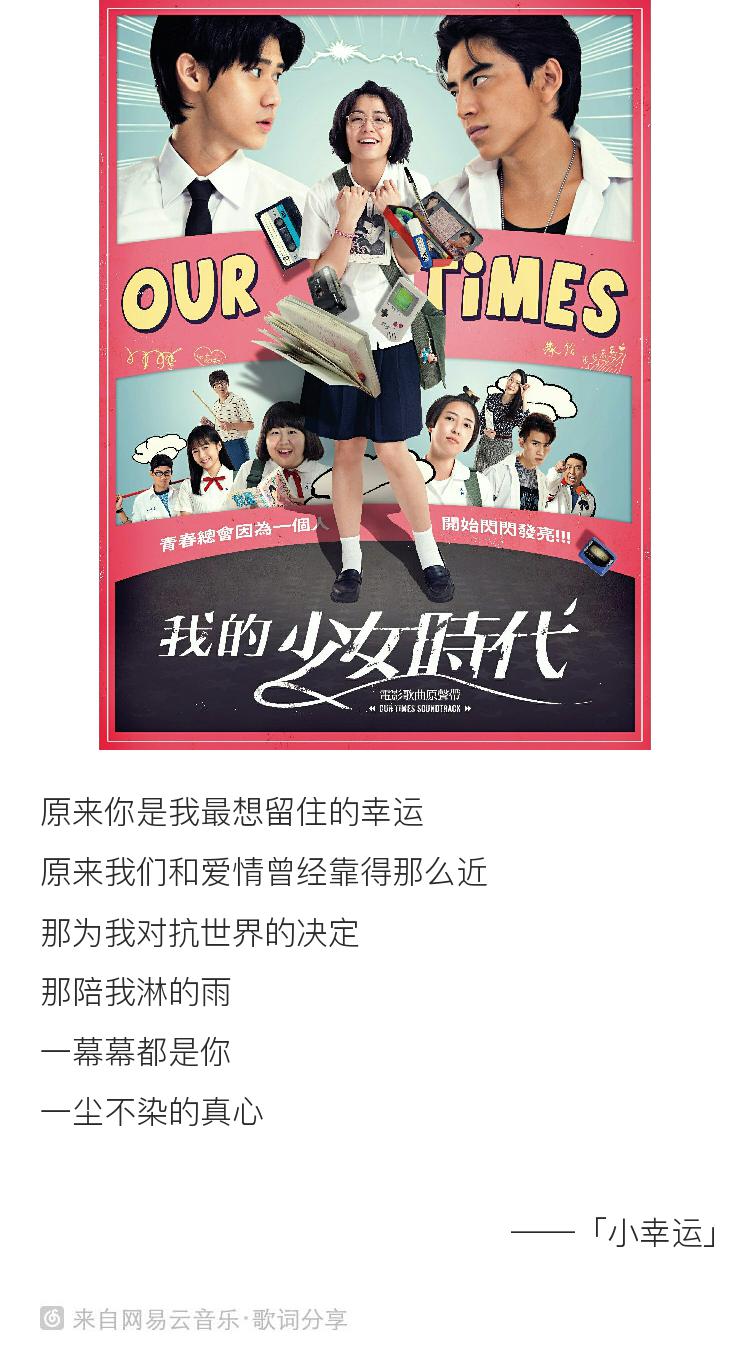 OUR TIMES
青春總會因為一個人 開始閃閃發亮!!!
我的少女時代
電影歌曲原聲帶
OUR TIMES SOUNDTRACK
原来你是我最想留住的幸运
原来我们和爱情曾经靠得那么近
那为我对抗世界的决定
那陪我淋的雨
一幕幕都是你
一尘不染的真心
——「小幸运」
来自网易云音乐·歌词分享